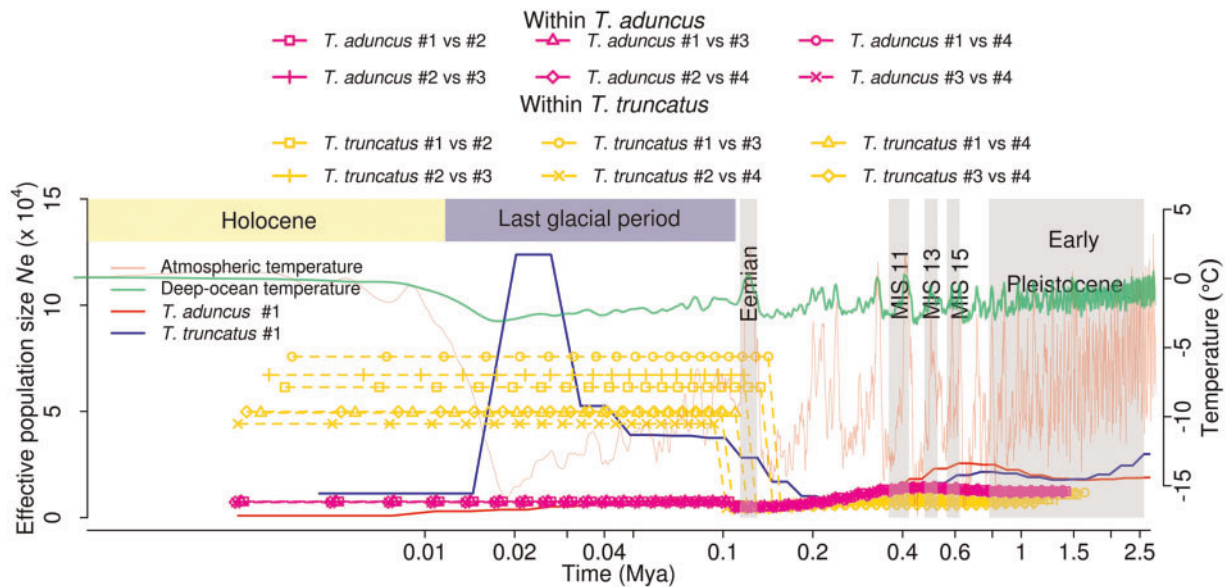 Within T. aduncus
T. aduncus #1 vs #2
T. aduncus #1 vs #3
T. aduncus #1 vs #4
T. aduncus #2 vs #3
T. aduncus #2 vs #4
T. aduncus #3 vs #4
Within T. truncatus
T. truncatus #1 vs #2
T. truncatus #1 vs #3
T. truncatus #1 vs #4
T. truncatus #2 vs #3
T. truncatus #2 vs #4
T. truncatus #3 vs #4
Effective population size Ne (x 10⁴)
15
10
5
0
Holocene
Last glacial period
Atmospheric temperature
Deep-ocean temperature
T. aduncus #1
T. truncatus #1
Eemian
MIS 11
MIS 13
MIS 15
Early
Pleistocene
5
0
−5
−10
−15
Temperature (°C)
0.01
0.02
0.04
0.1
0.2
0.4
0.6
1
1.5
2.5
Time (Mya)